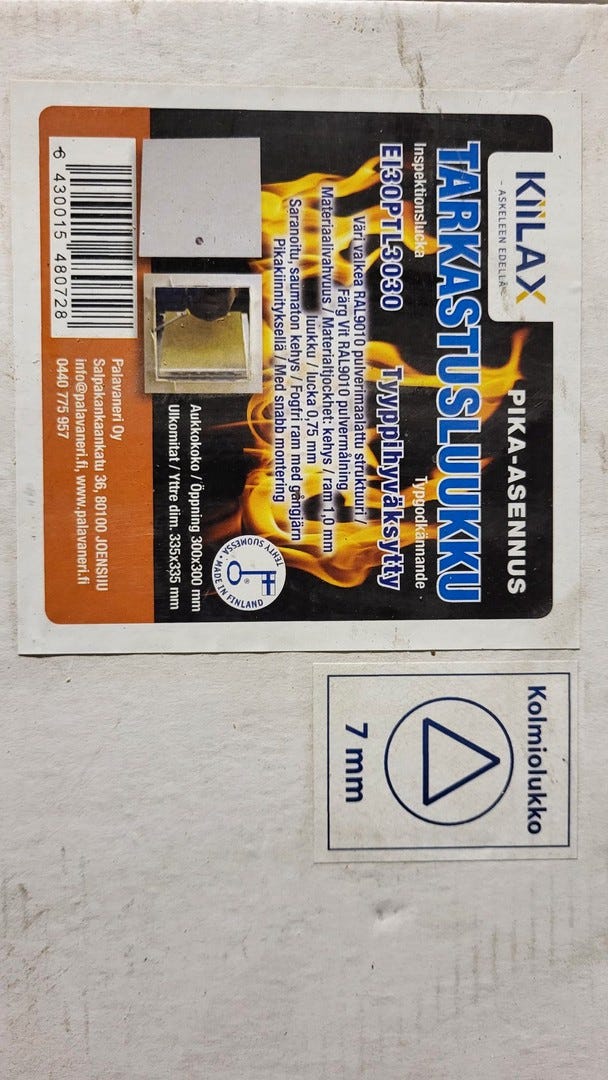 KiiLAX
- ASKELEEN EDELLÄ -
PIKA-ASENNUS
TARKASTUSLUUKKU
Inspektionslucka
Typgodkännande
EI30PTL3030
Tyyppihyväksytty
Väri valkea RAL9010 pulverimaalattu struktuuri /
Färg Vit RAL9010 pulvermålning
Materiaalivahvuus / Materialtjocklhet: kehys / ram 1,0 mm
luukku / lucka 0,75 mm
Saranoitu, saumaton kehys / Fogfri ram med gångjärn
Pikakiinnityksellä / Med snabb montering
TEHTY SUOMESSA • MADE IN FINLAND
Aukkokoko / Öppning 300x300 mm
Ulkomitat / Yttre dim. 335x335 mm
6 430015 480728
Palavaneri Oy
Salpakankaankatu 36, 80100 JOENSUU
info@palavaneri.fi, www.palavaneri.fi
0440 775 957
Kolmiolukko
7 mm